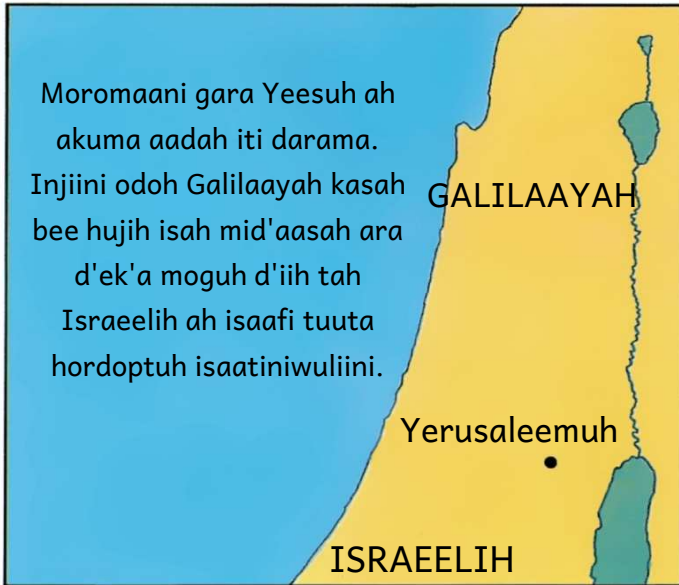 Moromaani gara Yeesuh ah
akuma aadah iti darama.
Injiini odoh Galilaayah kasah
bee hujih isah mid'aasah ara
d'ek'a moguh d'iih tah
Israeelih ah isaafi tuuta
hordoptuh isaatiniwuliini.
GALILAAYAH
Yerusaleemuh
ISRAEELIH